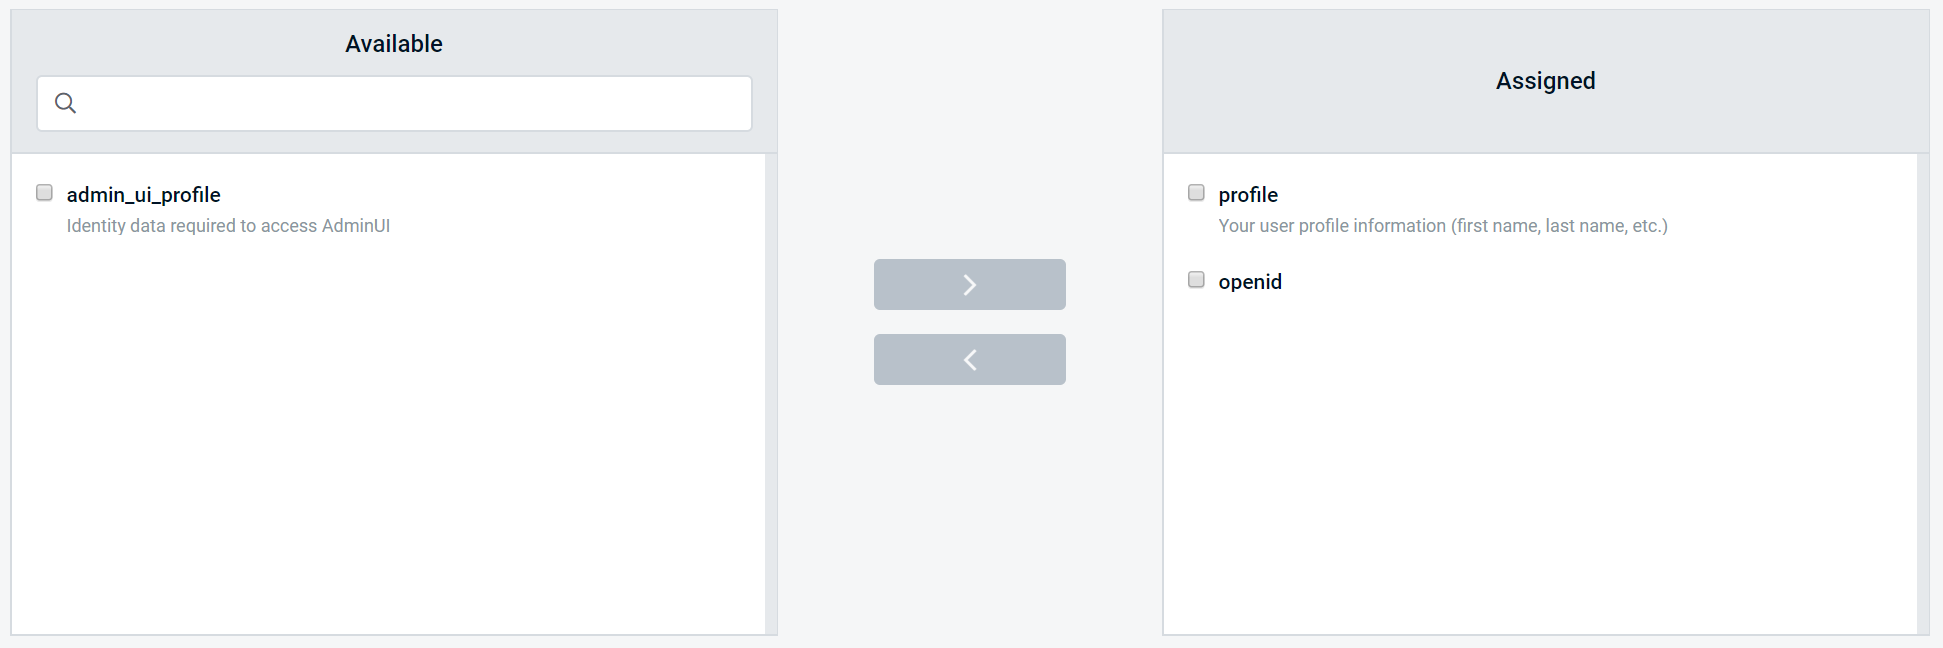 Available
admin_ui_profile
Identity data required to access AdminUI
Assigned
profile
Your user profile information (first name, last name, etc.)
openid